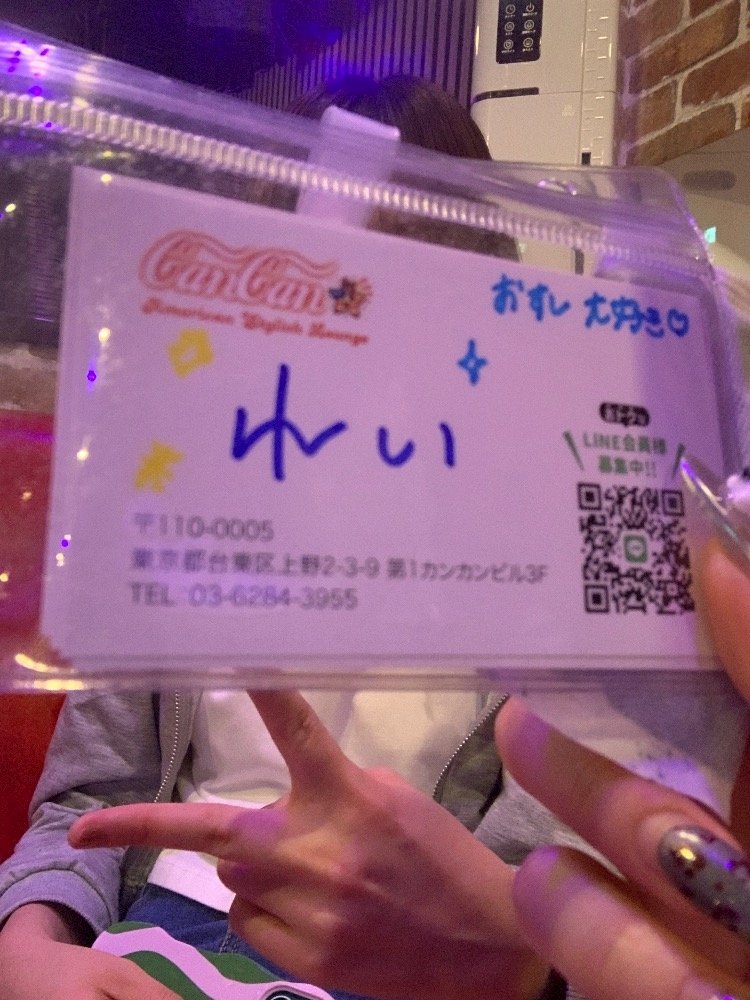 CanCan
American Stylish Lounge
おすし 大好き♡
れい
LINE会員様
募集中!!
〒110-0005
東京都台東区上野2-3-9 第1カンカンビル3F
TEL:03-6284-3955